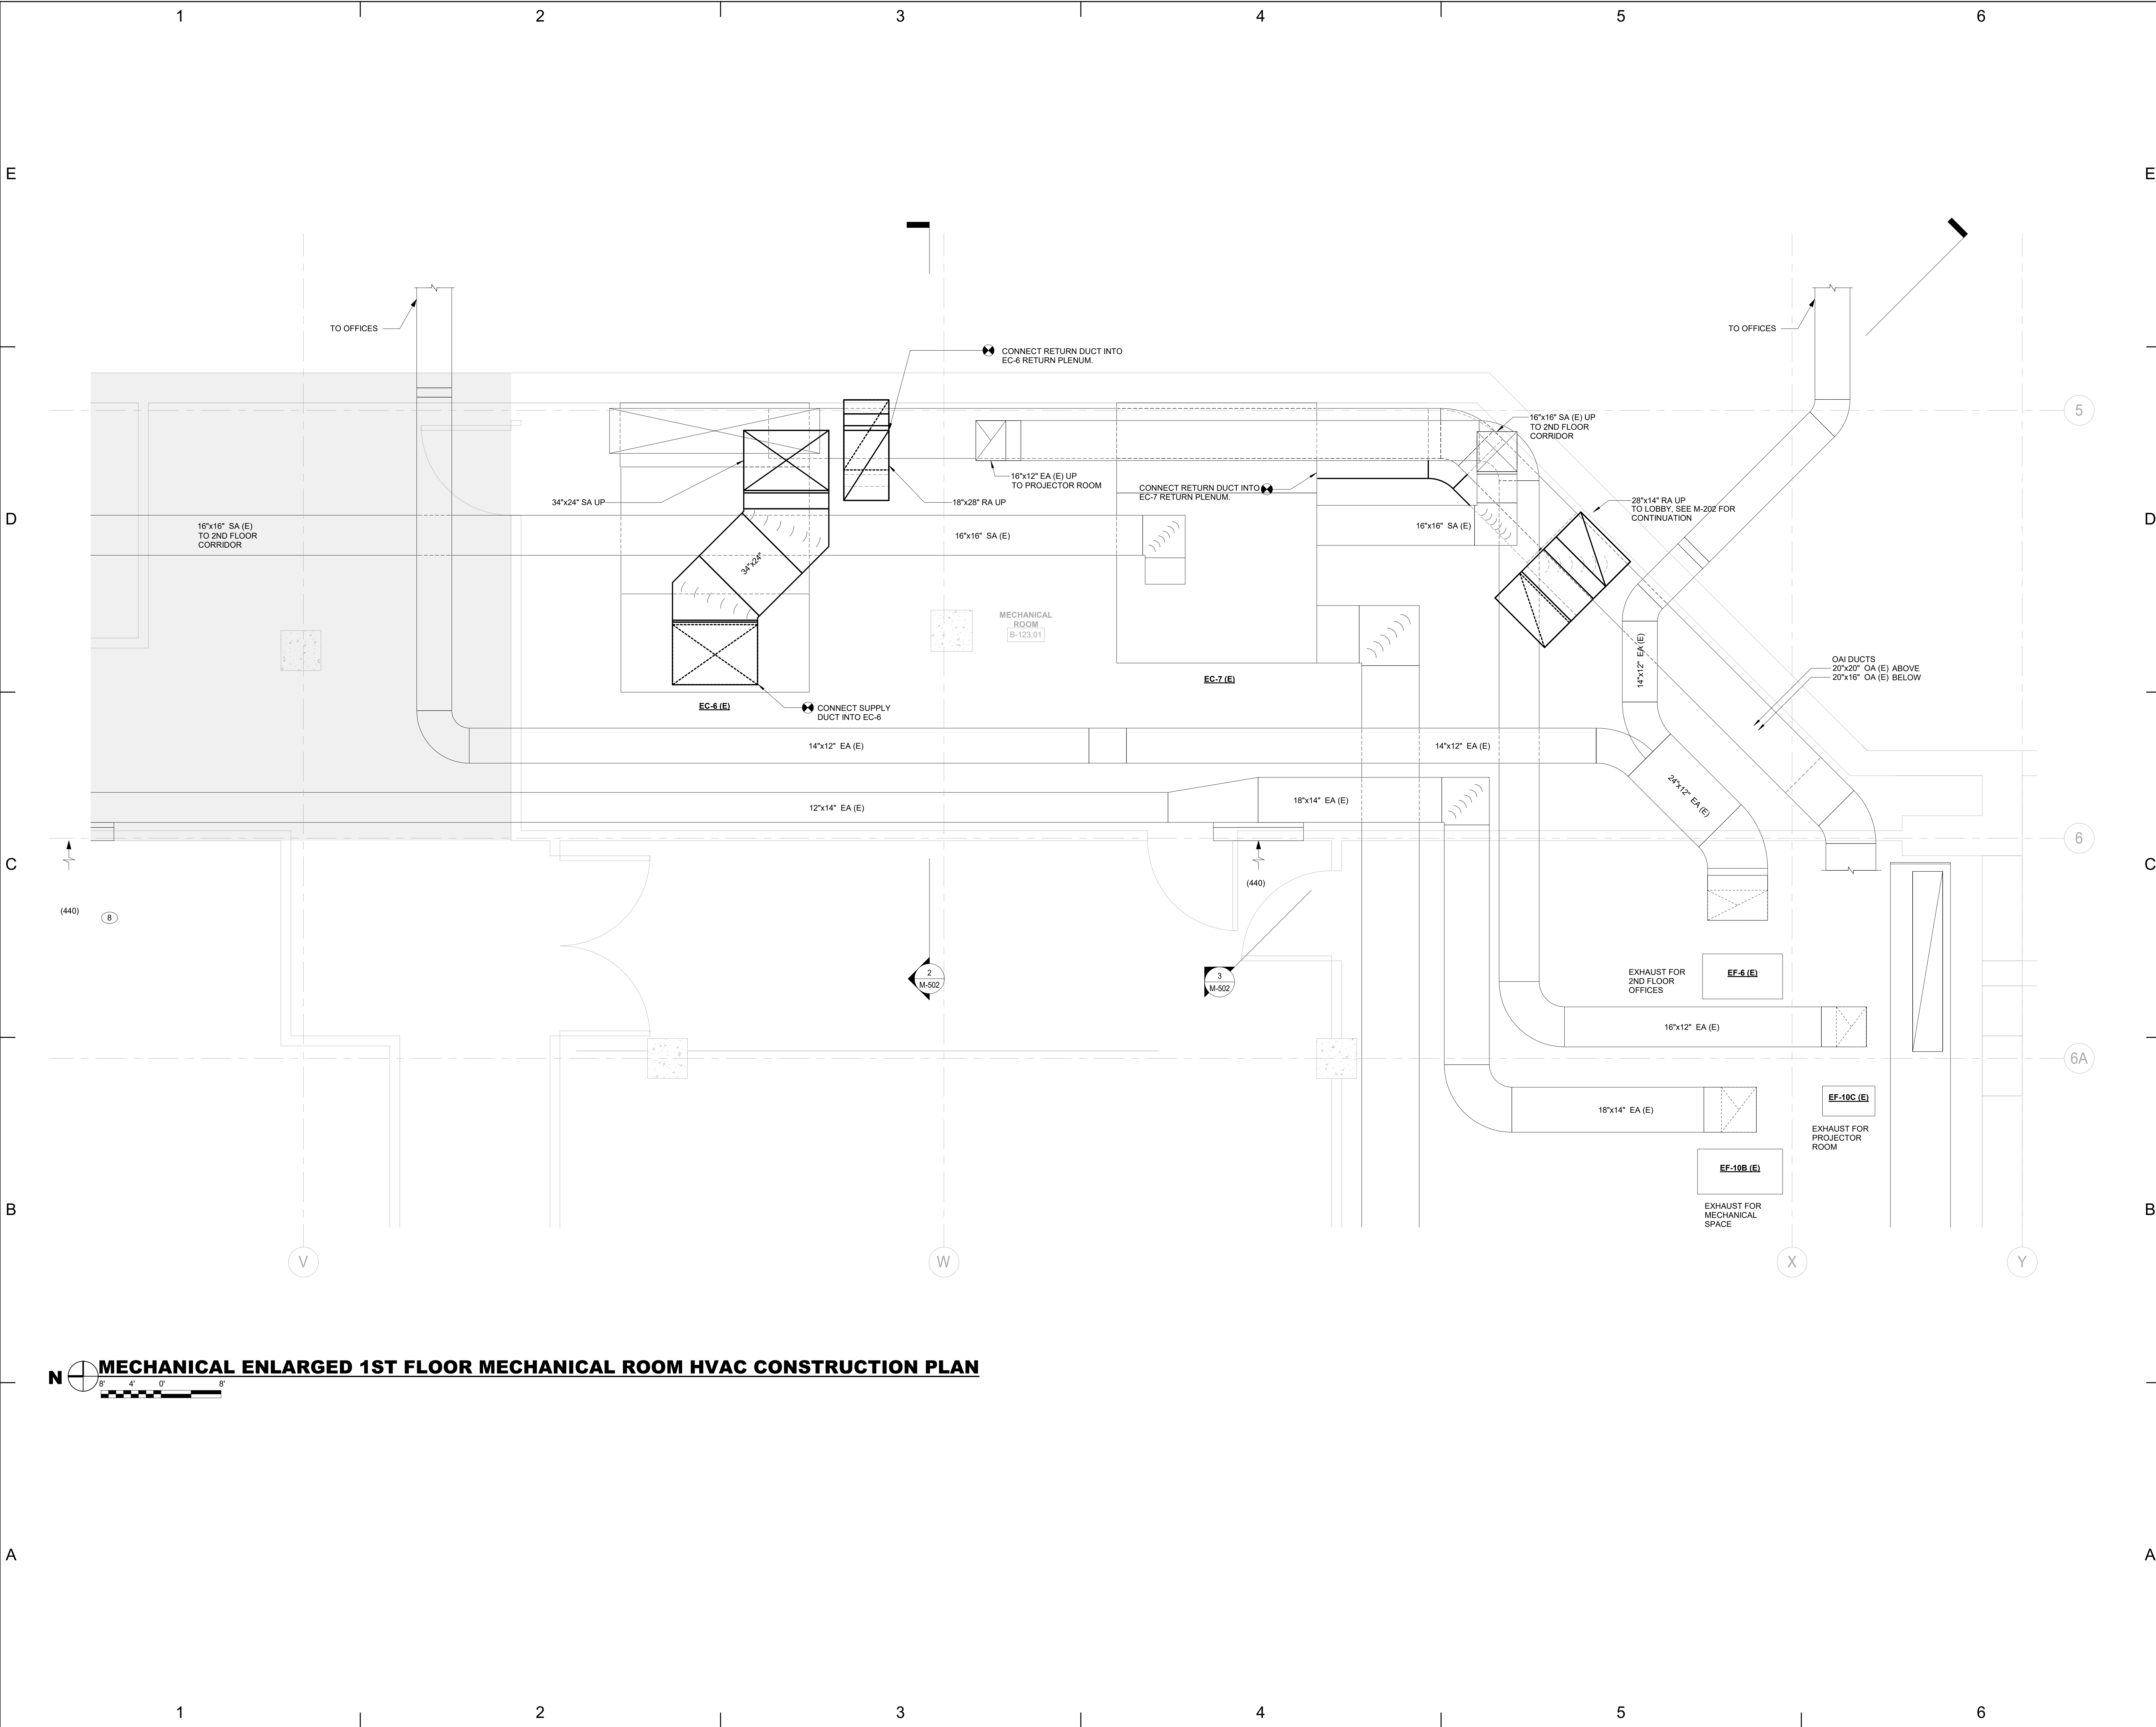 1 2 3 4 5 6
E E
TO OFFICES
TO OFFICES
CONNECT RETURN DUCT INTO
EC-6 RETURN PLENUM.
5
16"x16" SA (E) UP
TO 2ND FLOOR
CORRIDOR
16"x12" EA (E) UP
TO PROJECTOR ROOM
CONNECT RETURN DUCT INTO
EC-7 RETURN PLENUM.
34"x24" SA UP
18"x28" RA UP
28"x14" RA UP
TO LOBBY, SEE M-202 FOR
CONTINUATION
D D
16"x16" SA (E)
TO 2ND FLOOR
CORRIDOR
16"x16" SA (E)
16"x16" SA (E)
34"x24"
MECHANICAL
ROOM
B-123.01
14"x12" EA (E)
OAI DUCTS
20"x20" OA (E) ABOVE
20"x16" OA (E) BELOW
EC-7 (E)
EC-6 (E)
CONNECT SUPPLY
DUCT INTO EC-6
14"x12" EA (E)
14"x12" EA (E)
24"x12" EA (E)
12"x14" EA (E)
18"x14" EA (E)
6
C C
(440)
(440)
8
2
M-502
3
M-502
EXHAUST FOR
2ND FLOOR
OFFICES
EF-6 (E)
16"x12" EA (E)
6A
EF-10C (E)
18"x14" EA (E)
EXHAUST FOR
PROJECTOR
ROOM
EF-10B (E)
EXHAUST FOR
MECHANICAL
SPACE
B B
V W X Y
N
MECHANICAL ENLARGED 1ST FLOOR MECHANICAL ROOM HVAC CONSTRUCTION PLAN
8' 4' 0' 8'
A A
1 2 3 4 5 6